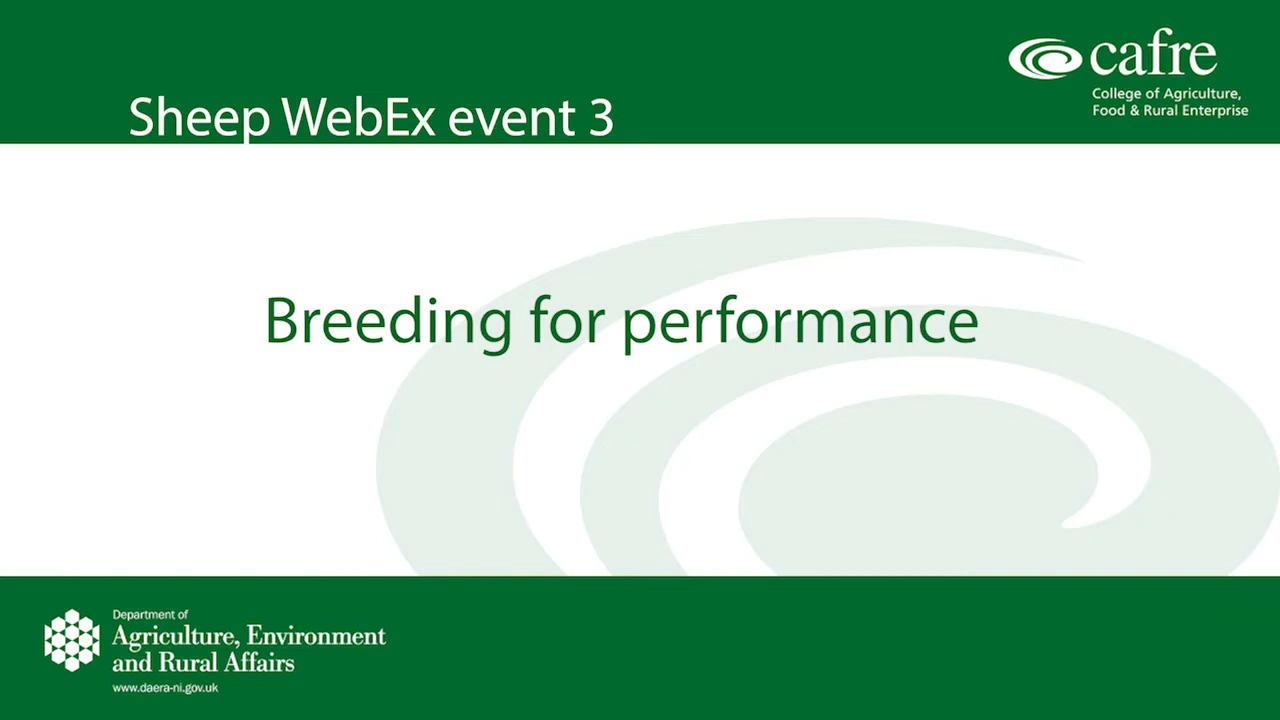 cafre
College of Agriculture,
Food & Rural Enterprise
Sheep WebEx event 3
Breeding for performance
Department of
Agriculture, Environment
and Rural Affairs
www.daera-ni.gov.uk